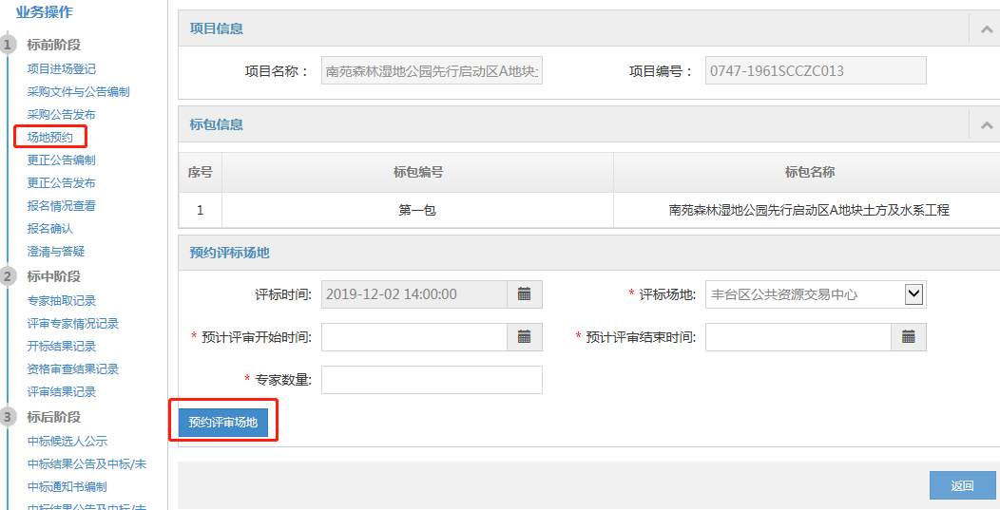 业务操作
1 标前阶段
项目进场登记
采购文件与公告编制
采购公告发布
场地预约
更正公告编制
更正公告发布
报名情况查看
报名确认
澄清与答疑
2 标中阶段
专家抽取记录
评审专家情况记录
开标结果记录
资格审查结果记录
评审结果记录
3 标后阶段
中标候选人公示
中标结果公告及中标/未
中标通知书编制
中标结果公告及中标/未
项目信息
项目名称： 南苑森林湿地公园先行启动区A地块 项目编号： 0747-1961SCCZC013
标包信息
序号 标包编号 标包名称
1 第一包 南苑森林湿地公园先行启动区A地块土方及水系工程
预约评标场地
评标时间: 2019-12-02 14:00:00 * 评标场地: 丰台区公共资源交易中心
* 预计评审开始时间: * 预计评审结束时间:
* 专家数量:
预约评审场地
返回